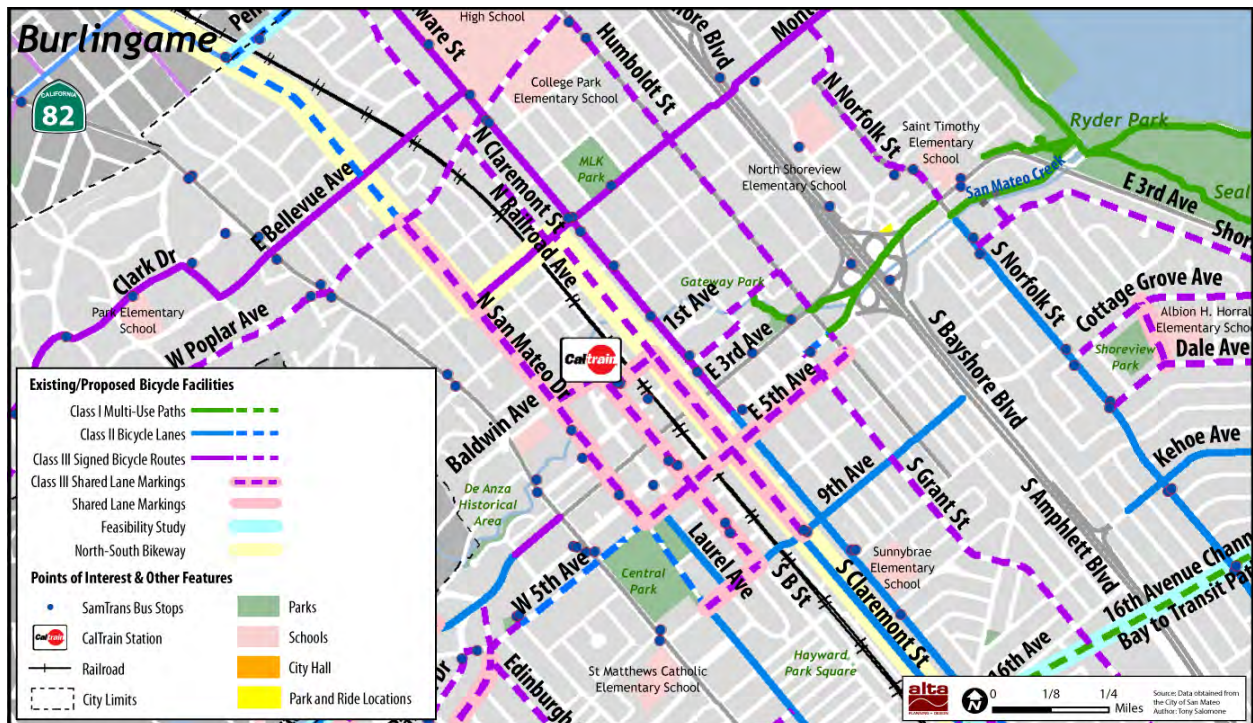 Burlingame
CALIFORNIA
82
High School
College Park
Elementary School
Humboldt St
N Norfolk St
Saint Timothy
Elementary
School
Ryder Park
MLK
Park
North Shoreview
Elementary School
San Mateo Creek
E 3rd Ave
N Claremont St
N Railroad Ave
E Bellevue Ave
Clark Dr
Park Elementary
School
W Poplar Ave
N San Mateo Dr
Gateway Park
1st Ave
E 3rd Ave
E 5th Ave
S Norfolk St
Cottage Grove Ave
Shoreview
Park
Dale Ave
S Bayshore Blvd
Caltrain
Baldwin Ave
De Anza
Historical
Area
9th Ave
S Grant St
S Amphlett Blvd
Kehoe Ave
W 5th Ave
Central
Park
Laurel Ave
S B St
S Claremont St
Sunnybrae
Elementary
School
16th Avenue
Bay to Transit
16th Ave
Edinburgh
St Matthews Catholic
Elementary School
Hayward
Park Square
Existing/Proposed Bicycle Facilities
Class I Multi-Use Paths
Class II Bicycle Lanes
Class III Signed Bicycle Routes
Class III Shared Lane Markings
Shared Lane Markings
Feasibility Study
North-South Bikeway
Points of Interest & Other Features
SamTrans Bus Stops
Parks
Caltrain
CalTrain Station
Schools
Railroad
City Hall
City Limits
Park and Ride Locations
alta
PLANNING + DESIGN
N
0 1/8 1/4
Miles
Source: Data obtained from
the City of San Mateo
Author: Tony Salomone